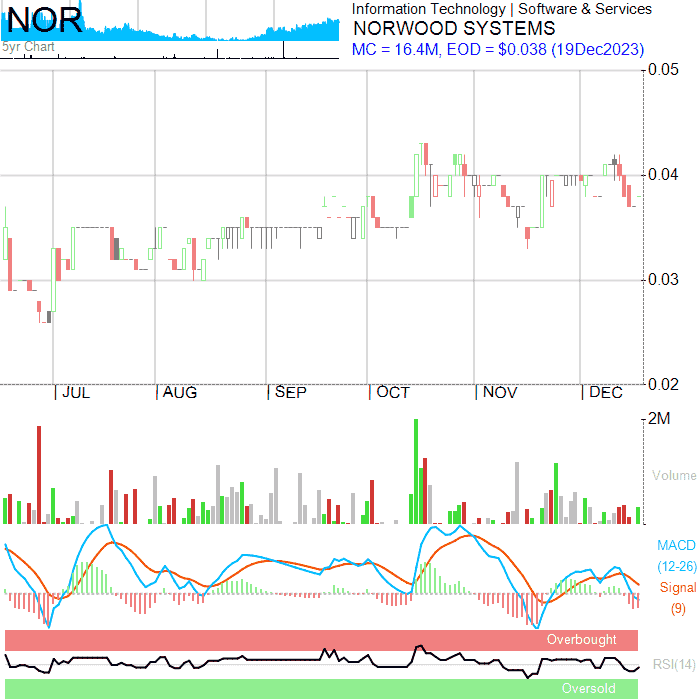 NOR
5yr Chart
Information Technology | Software & Services
NORWOOD SYSTEMS
MC = 16.4M, EOD = $0.038 (19Dec2023)
0.05
0.04
0.03
0.02
JUL
AUG
SEP
OCT
NOV
DEC
2M
Volume
MACD
(12-26)
Signal
(9)
Overbought
RSI(14)
Oversold